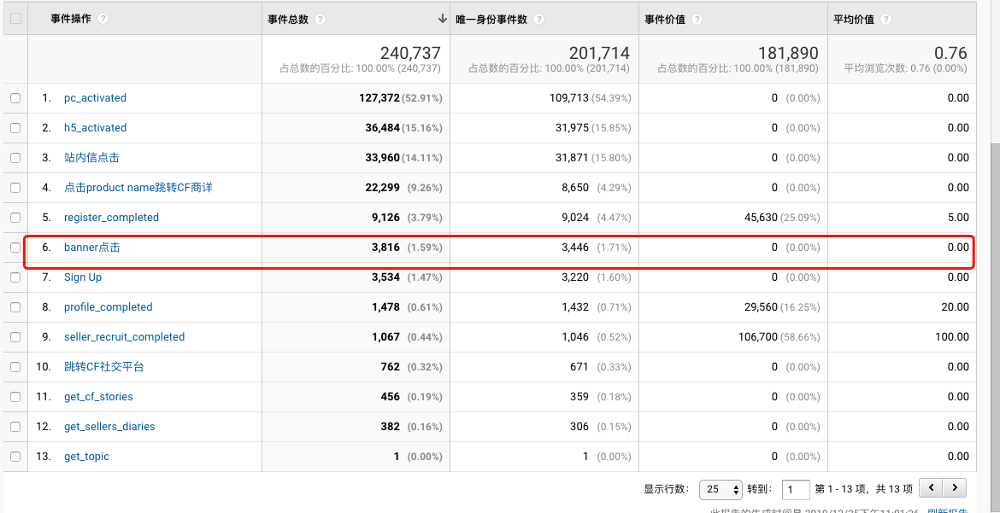 事件操作 ? 事件总数 ? 唯一身份事件数 ? 事件价值 ? 平均价值 ?
240,737 201,714 181,890 0.76
占总数的百分比: 100.00% (240,737) 占总数的百分比: 100.00% (201,714) 占总数的百分比: 100.00% (181,890) 平均浏览次数: 0.76 (0.00%)
1. pc_activated 127,372 (52.91%) 109,713 (54.39%) 0 (0.00%) 0.00
2. h5_activated 36,484 (15.16%) 31,975 (15.85%) 0 (0.00%) 0.00
3. 站内信点击 33,960 (14.11%) 31,871 (15.80%) 0 (0.00%) 0.00
4. 点击product name跳转CF商详 22,299 (9.26%) 8,650 (4.29%) 0 (0.00%) 0.00
5. register_completed 9,126 (3.79%) 9,024 (4.47%) 45,630 (25.09%) 5.00
6. banner点击 3,816 (1.59%) 3,446 (1.71%) 0 (0.00%) 0.00
7. Sign Up 3,534 (1.47%) 3,220 (1.60%) 0 (0.00%) 0.00
8. profile_completed 1,478 (0.61%) 1,432 (0.71%) 29,560 (16.25%) 20.00
9. seller_recruit_completed 1,067 (0.44%) 1,046 (0.52%) 106,700 (58.66%) 100.00
10. 跳转CF社交平台 762 (0.32%) 671 (0.33%) 0 (0.00%) 0.00
11. get_cf_stories 456 (0.19%) 359 (0.18%) 0 (0.00%) 0.00
12. get_sellers_diaries 382 (0.16%) 306 (0.15%) 0 (0.00%) 0.00
13. get_topic 1 (0.00%) 1 (0.00%) 0 (0.00%) 0.00
显示行数: 25 转到: 1 第 1 - 13 项，共 13 项